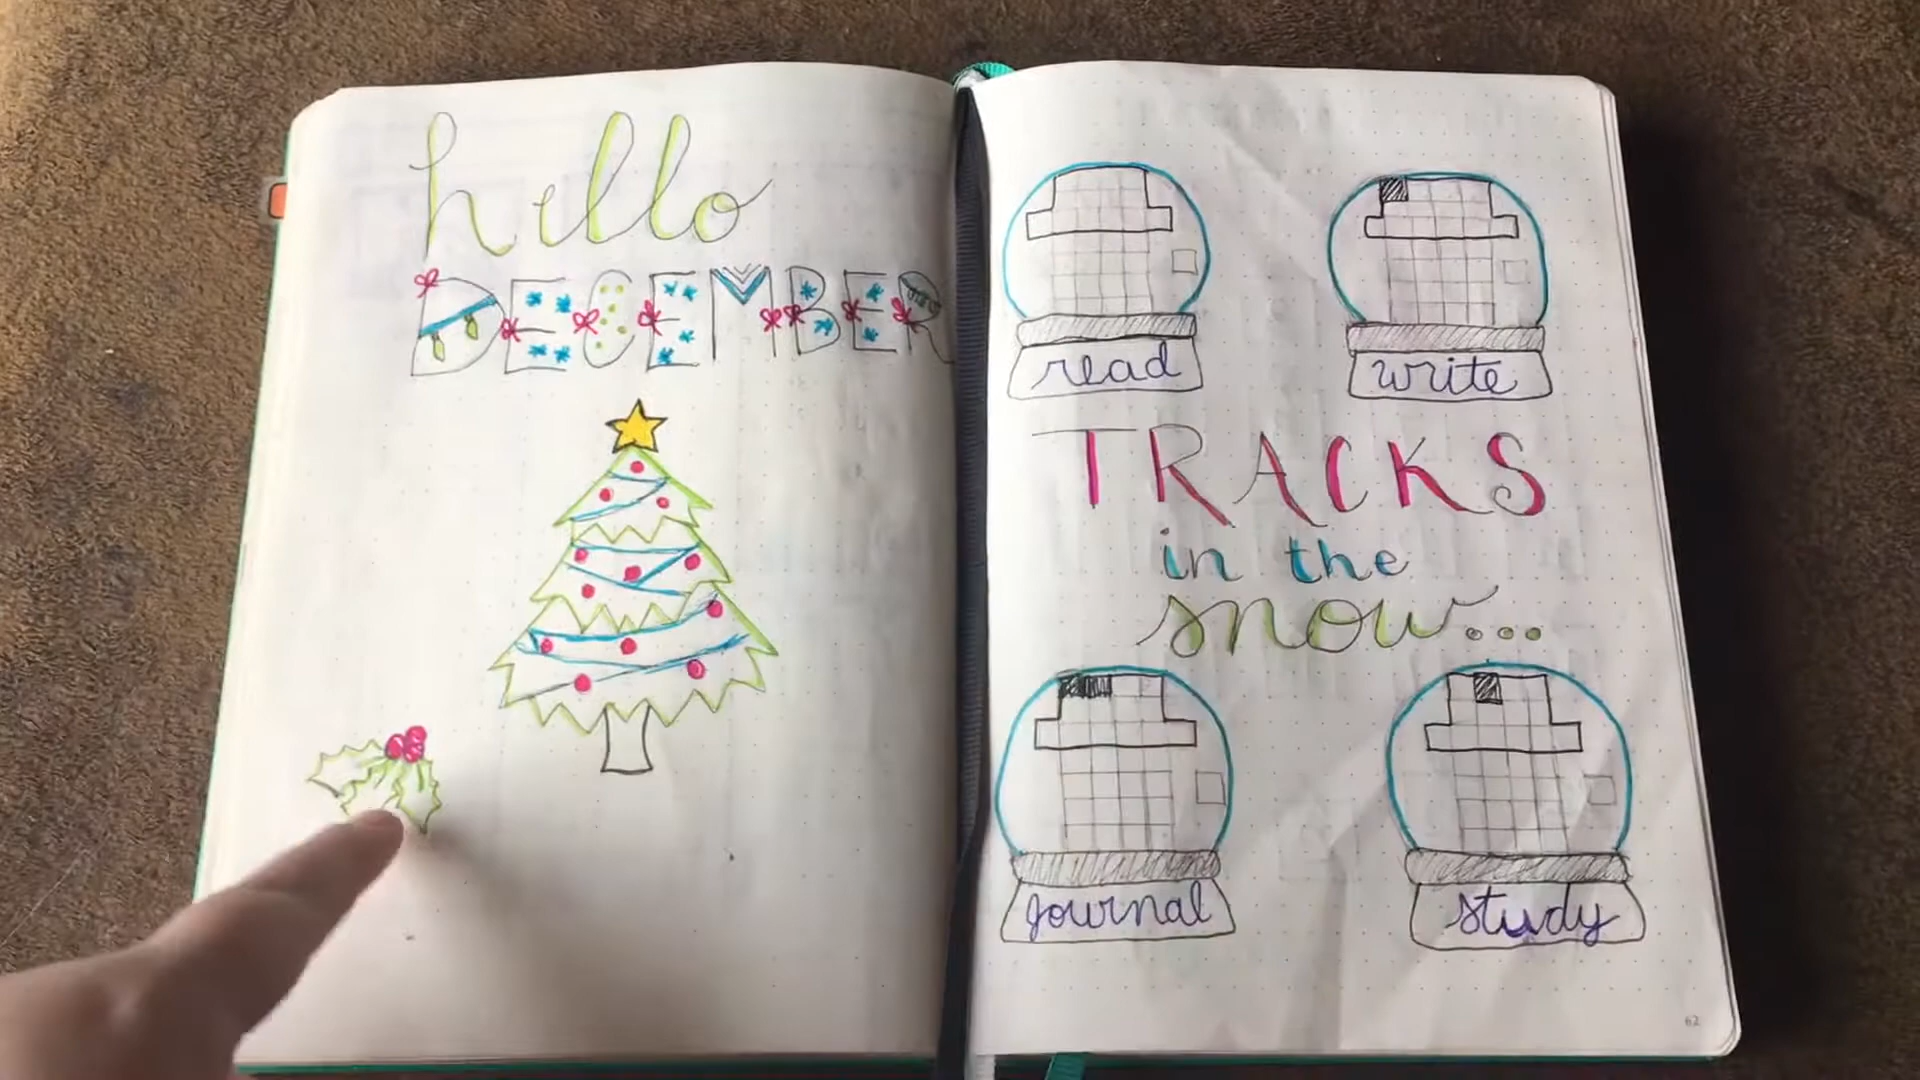 hello
DECEMBER
read
write
TRACKS
in the
snow...
journal
study
62